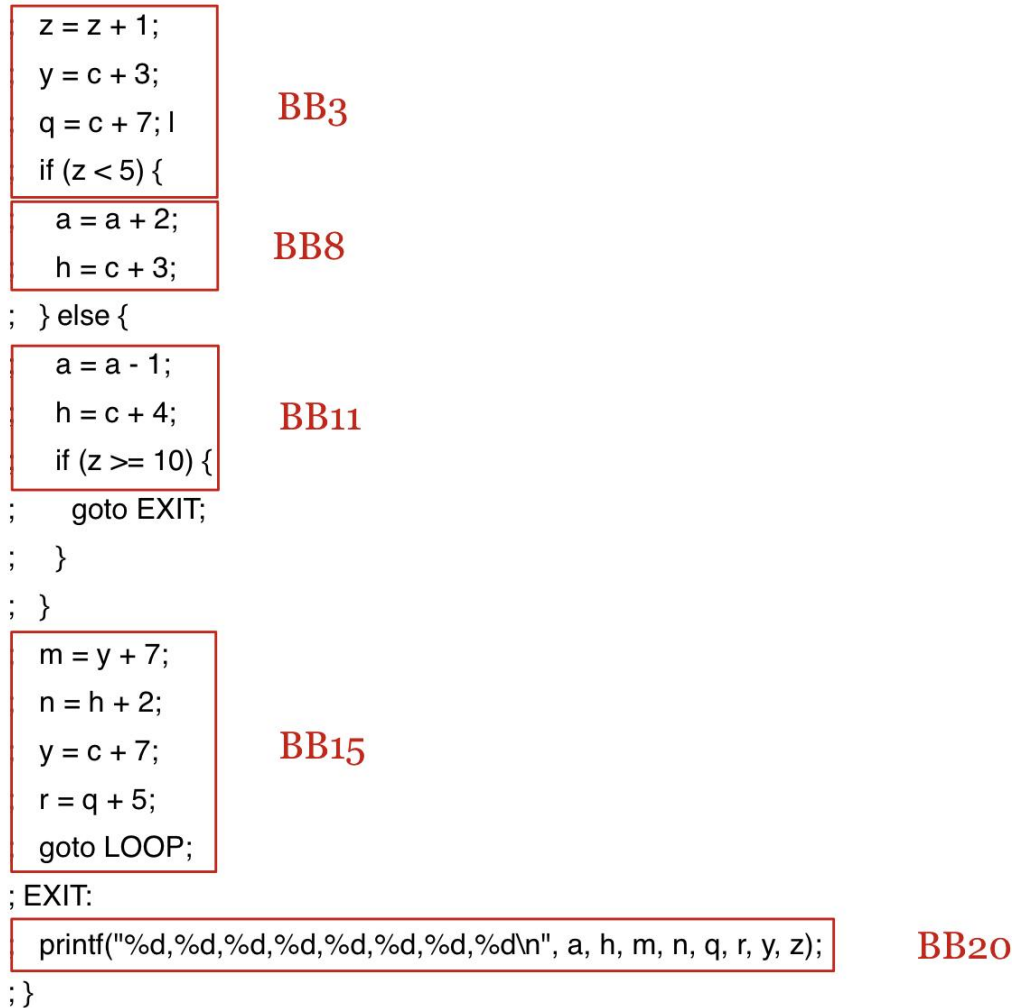 z = z + 1;
y = c + 3;
q = c + 7; l
if (z < 5) {
BB3
a = a + 2;
h = c + 3;
BB8
; } else {
a = a - 1;
h = c + 4;
if (z >= 10) {
BB11
; goto EXIT;
; }
; }
m = y + 7;
n = h + 2;
y = c + 7;
r = q + 5;
goto LOOP;
BB15
; EXIT:
printf("%d,%d,%d,%d,%d,%d,%d,%d\n", a, h, m, n, q, r, y, z); BB20
; }